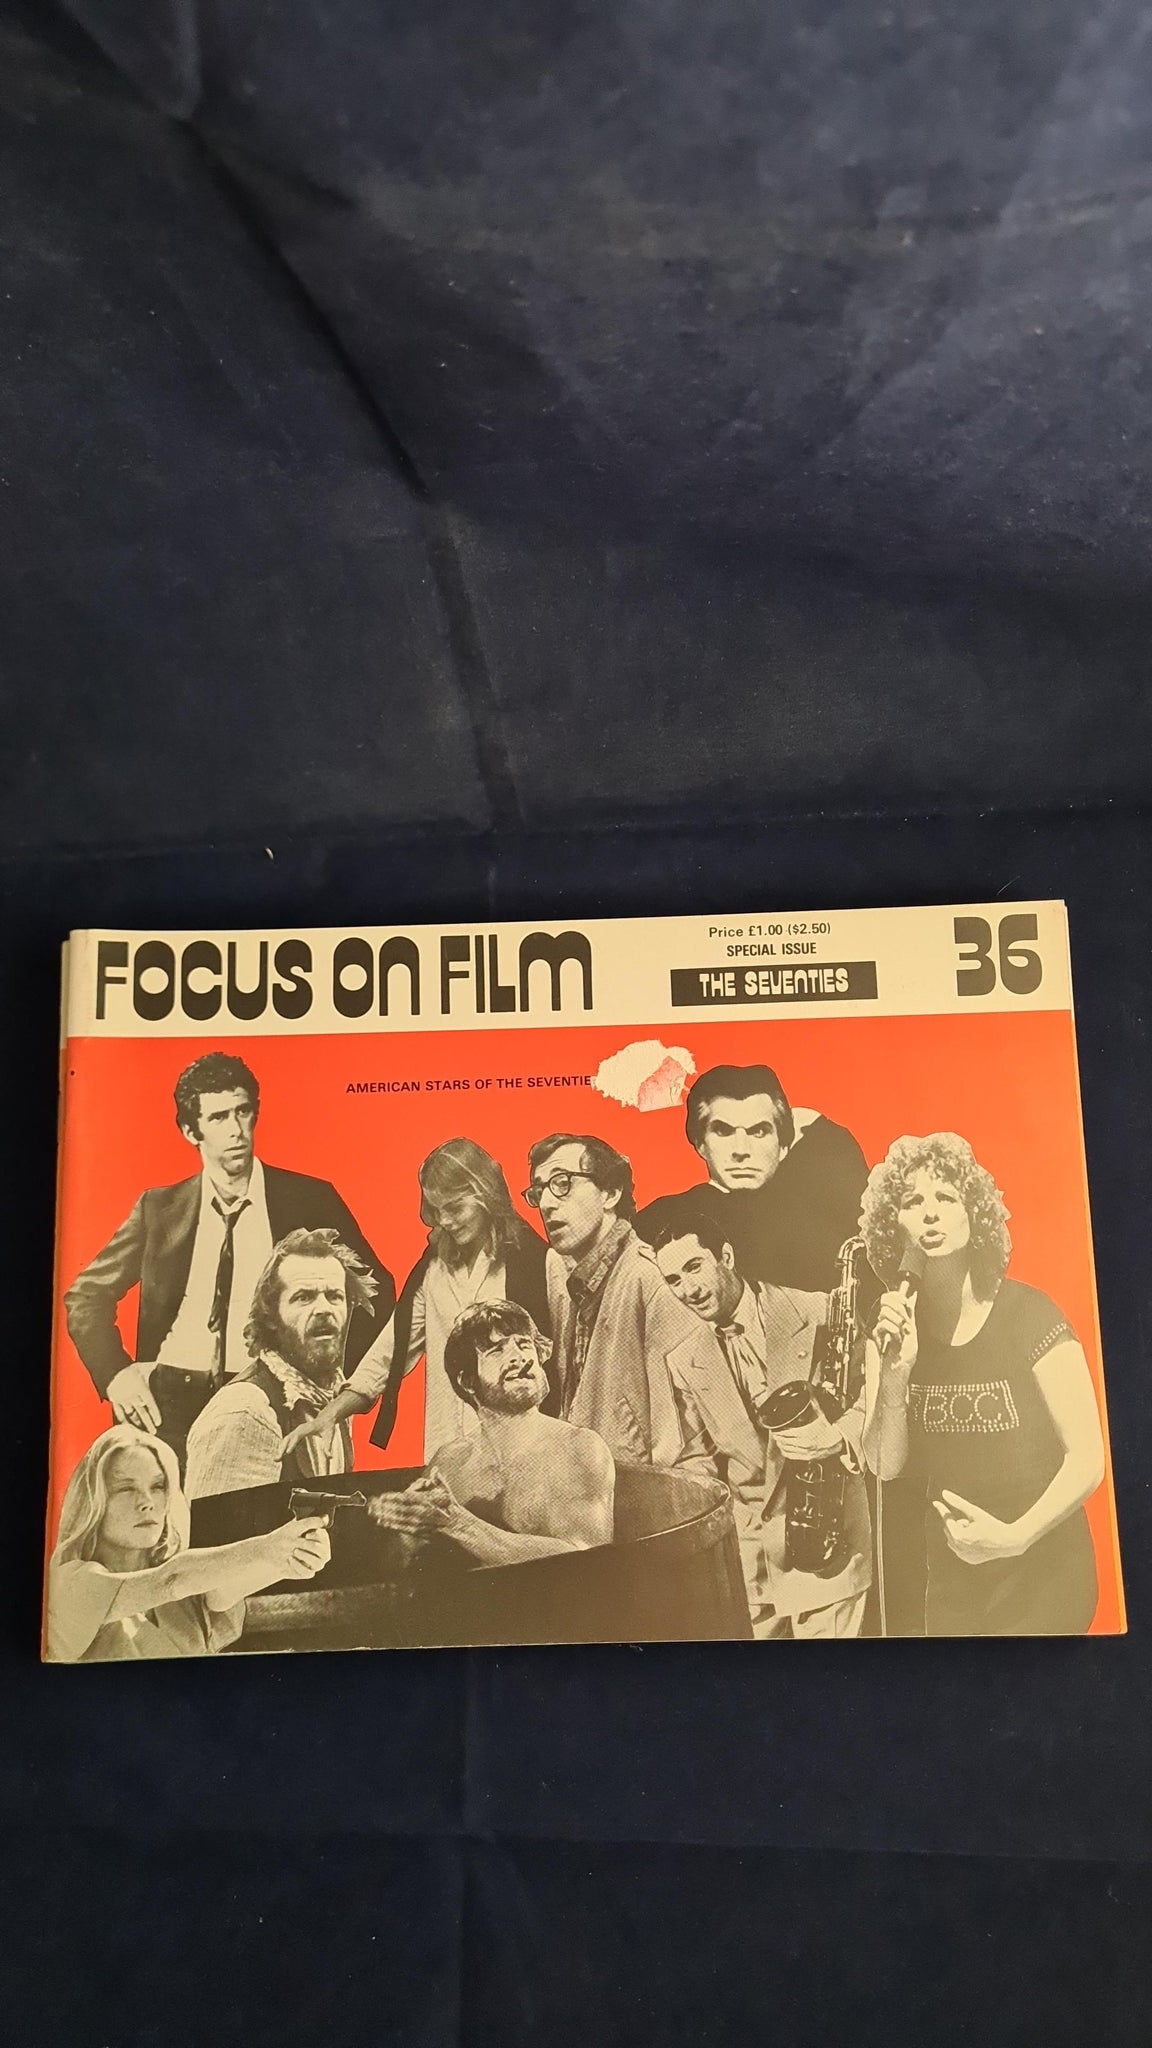 FOCUS ON FILM
Price £1.00 ($2.50)
SPECIAL ISSUE
THE SEVENTIES
36
AMERICAN STARS OF THE SEVENTIE